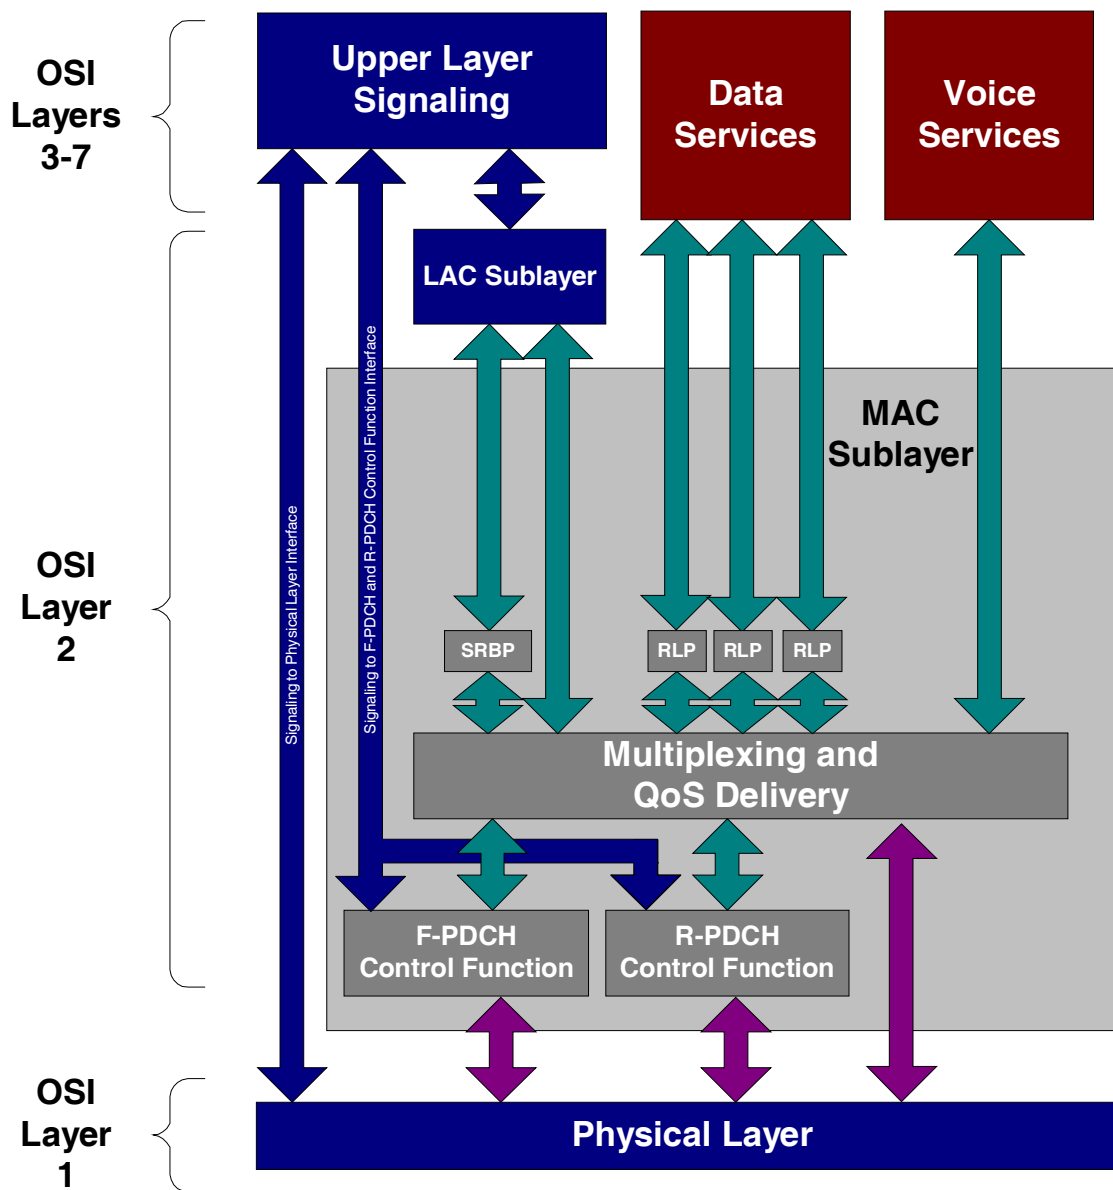 OSI
Layers
3-7
Upper Layer
Signaling
Data
Services
Voice
Services
LAC Sublayer
MAC
Sublayer
OSI
Layer
2
Signaling to Physical Layer Interface
Signaling to F-PDCH and R-PDCH Control Function Interface
SRBP
RLP
RLP
RLP
Multiplexing and
QoS Delivery
F-PDCH
Control Function
R-PDCH
Control Function
OSI
Layer
1
Physical Layer